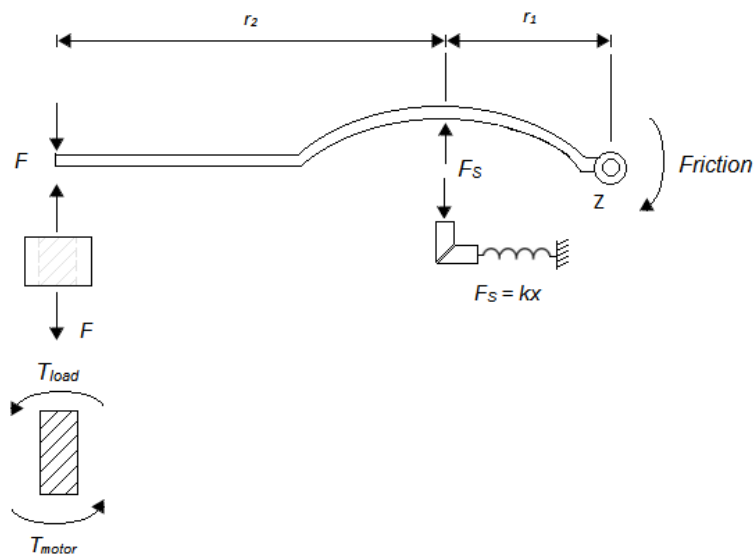 r₂
r₁
F
Fₛ
Friction
Z
Fₛ = kx
F
Tₗₒₐd
Tₘₒₜₒᵣ